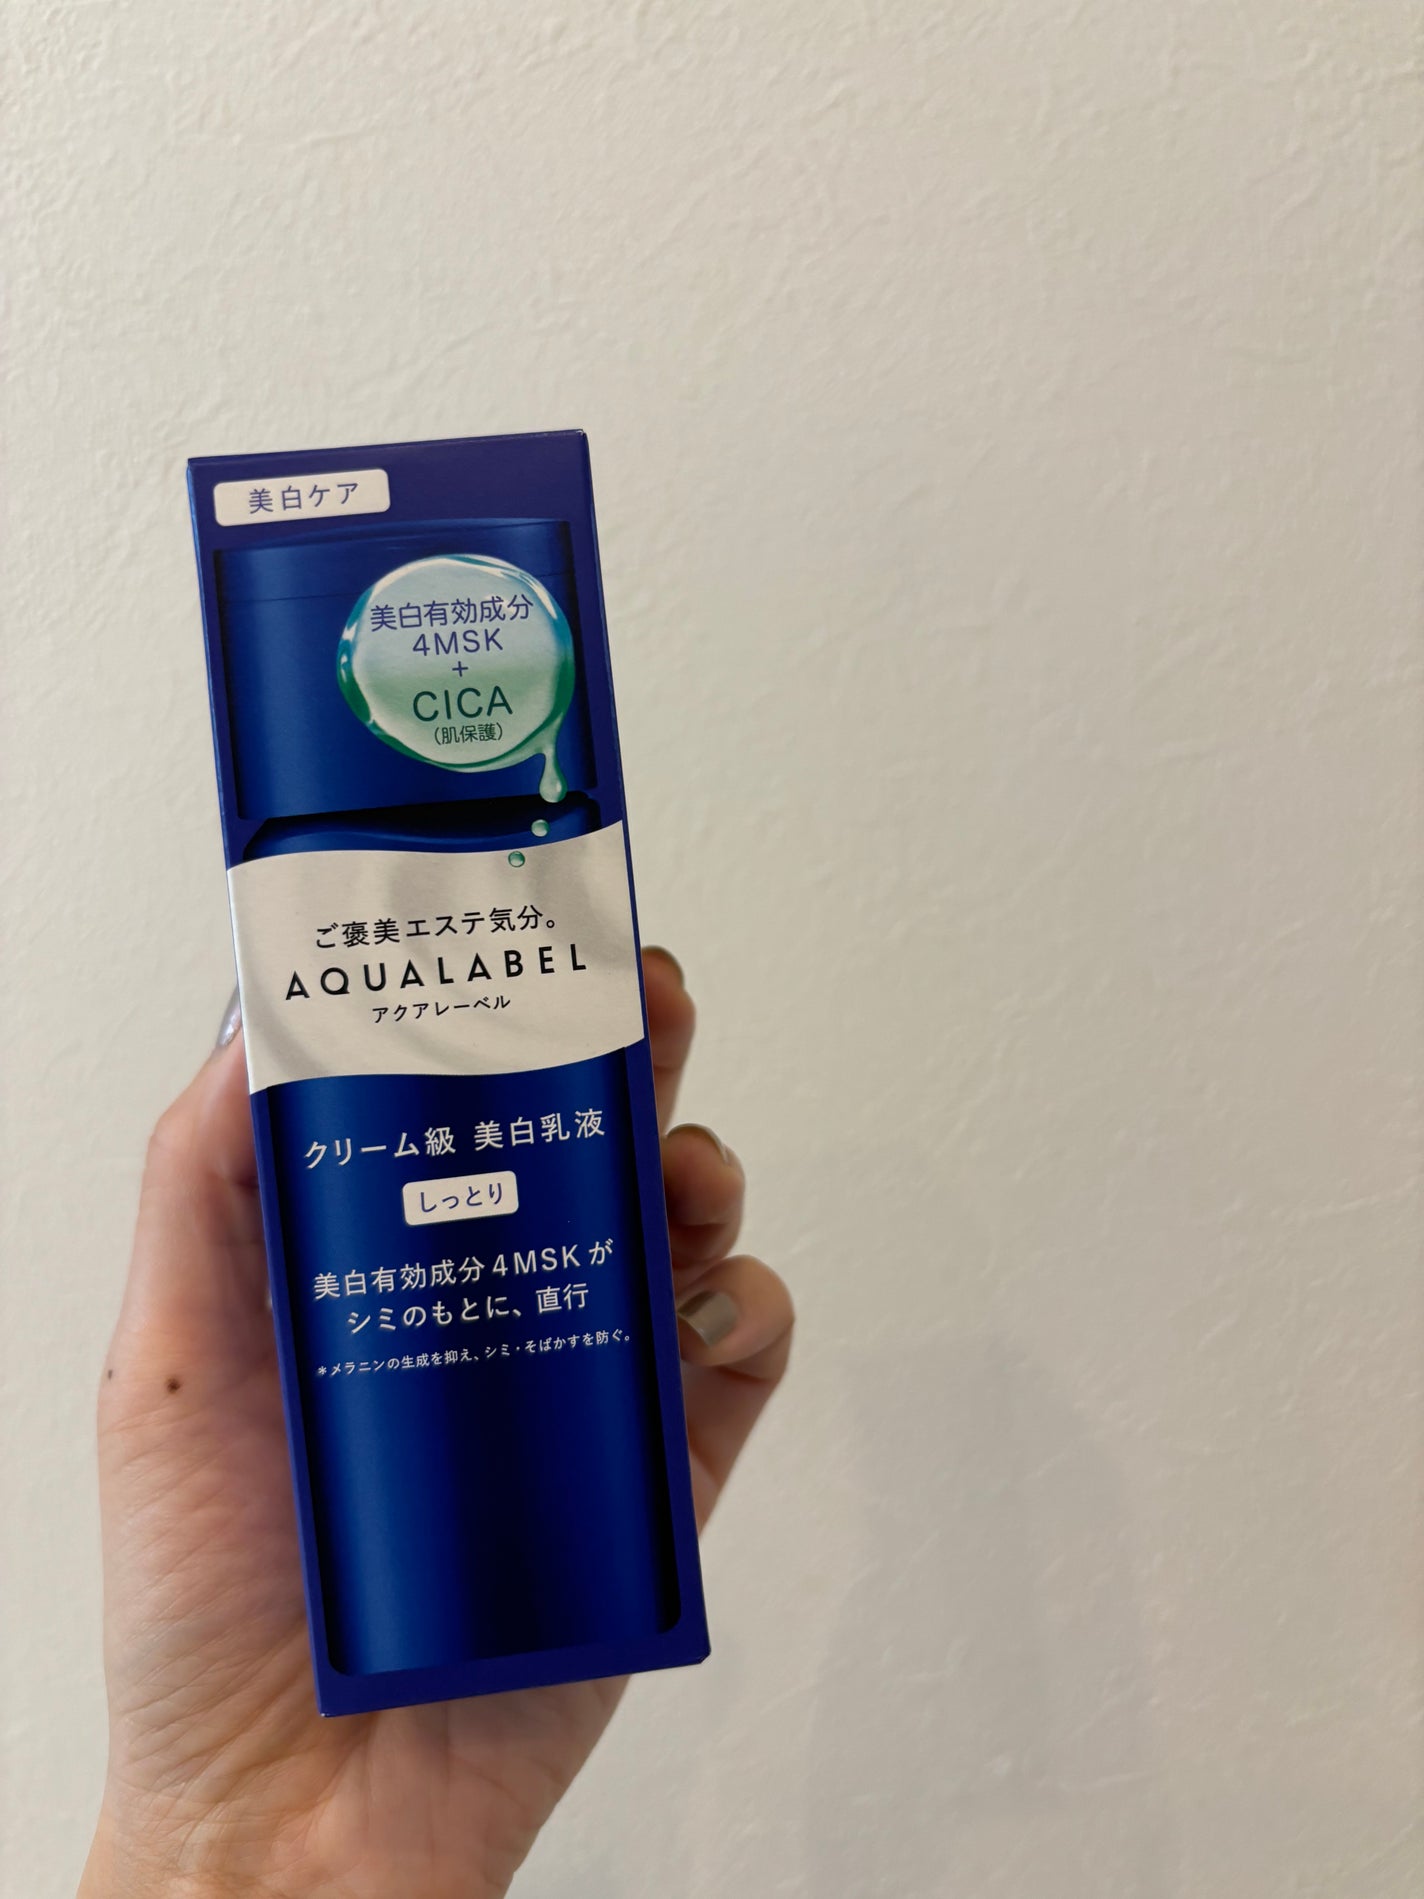 美白ケア
美白有効成分
4MSK
+
CICA
(肌保護)
ご褒美エステ気分。
AQUALABEL
アクアレーベル
クリーム級 美白乳液
しっとり
美白有効成分4MSKが
シミのもとに、直行
*メラニンの生成を抑え、シミ・そばかすを防ぐ。